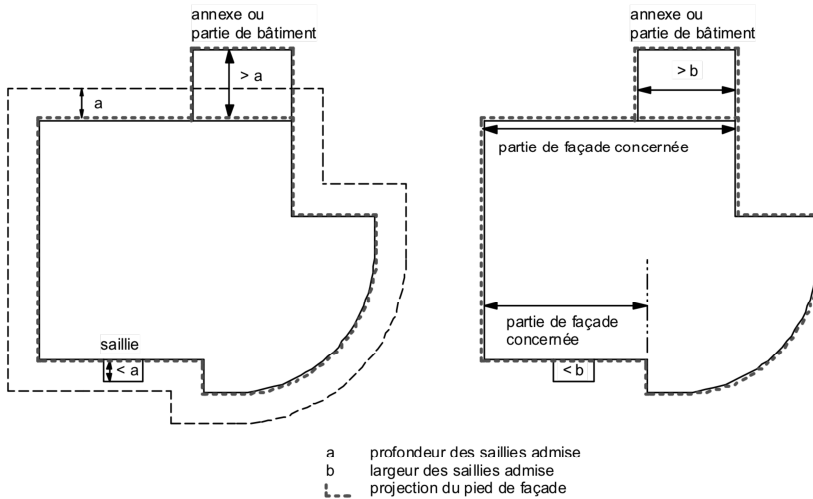 annexe ou
partie de bâtiment
> a
a
saillie
< a
annexe ou
partie de bâtiment
> b
partie de façade concernée
partie de façade
concernée
< b
a profondeur des saillies admise
b largeur des saillies admise
projection du pied de façade